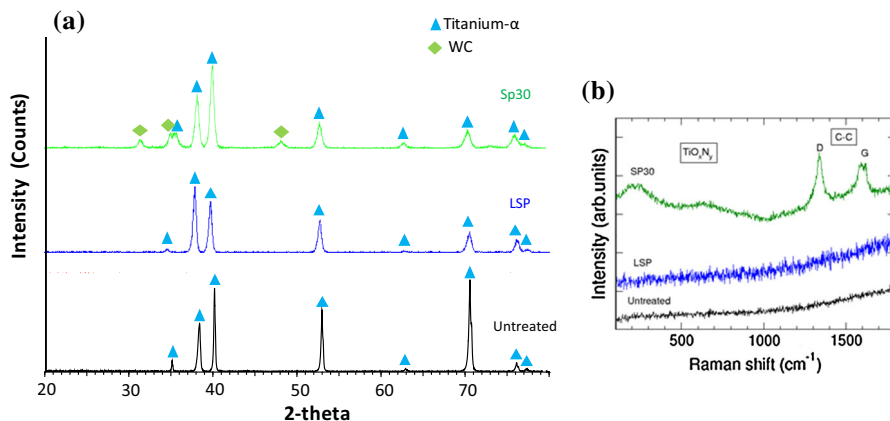 (a)
Titanium-α
WC
Sp30
LSP
Untreated
Intensity (Counts)
20 30 40 50 60 70
2-theta
(b)
C-C
TiOₓNᵧ
D
G
SP30
LSP
Untreated
Intensity (arb.units)
500 1000 1500
Raman shift (cm⁻¹)